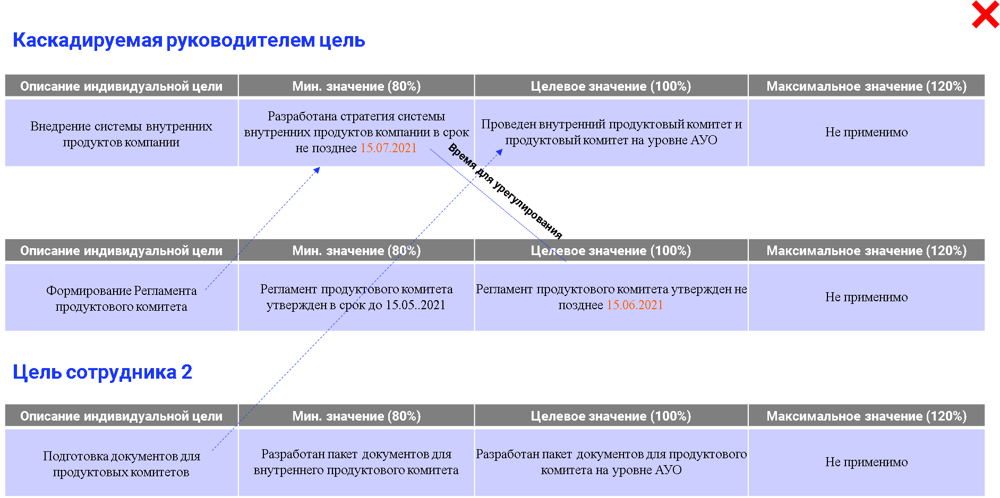 Каскадируемая руководителем цель
Описание индивидуальной цели
Мин. значение (80%)
Целевое значение (100%)
Максимальное значение (120%)
Внедрение системы внутренних
продуктов компании
Разработана стратегия системы
внутренних продуктов компании в срок
не позднее 15.07.2021
Проведен внутренний продуктовый комитет и
продуктовый комитет на уровне АУО
Не применимо
Время для урегулирования
Описание индивидуальной цели
Мин. значение (80%)
Целевое значение (100%)
Максимальное значение (120%)
Формирование Регламента
продуктового комитета
Регламент продуктового комитета
утвержден в срок до 15.05..2021
Регламент продуктового комитета утвержден не
позднее 15.06.2021
Не применимо
Цель сотрудника 2
Описание индивидуальной цели
Мин. значение (80%)
Целевое значение (100%)
Максимальное значение (120%)
Подготовка документов для
продуктовых комитетов
Разработан пакет документов для
внутреннего продуктового комитета
Разработан пакет документов для продуктового
комитета на уровне АУО
Не применимо